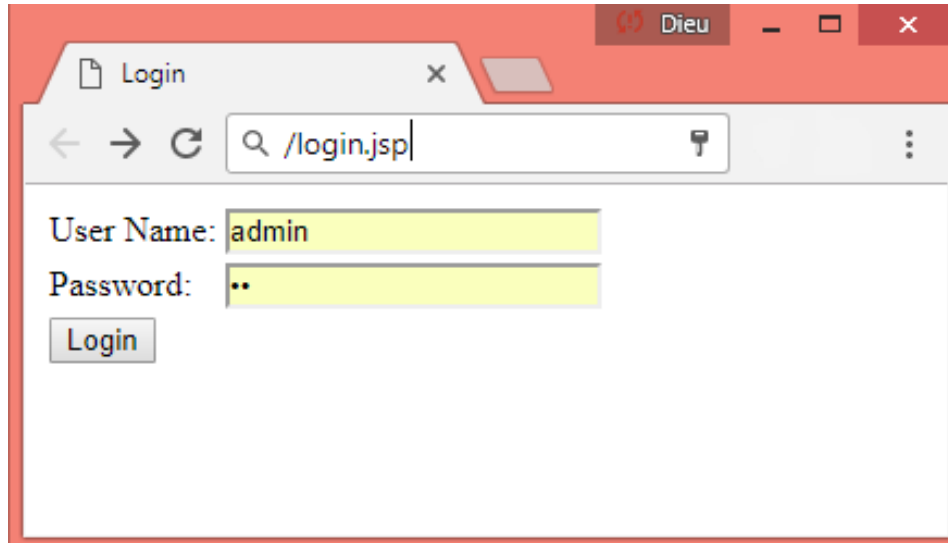 Dieu
Login
/login.jsp
User Name: admin
Password: ••
Login